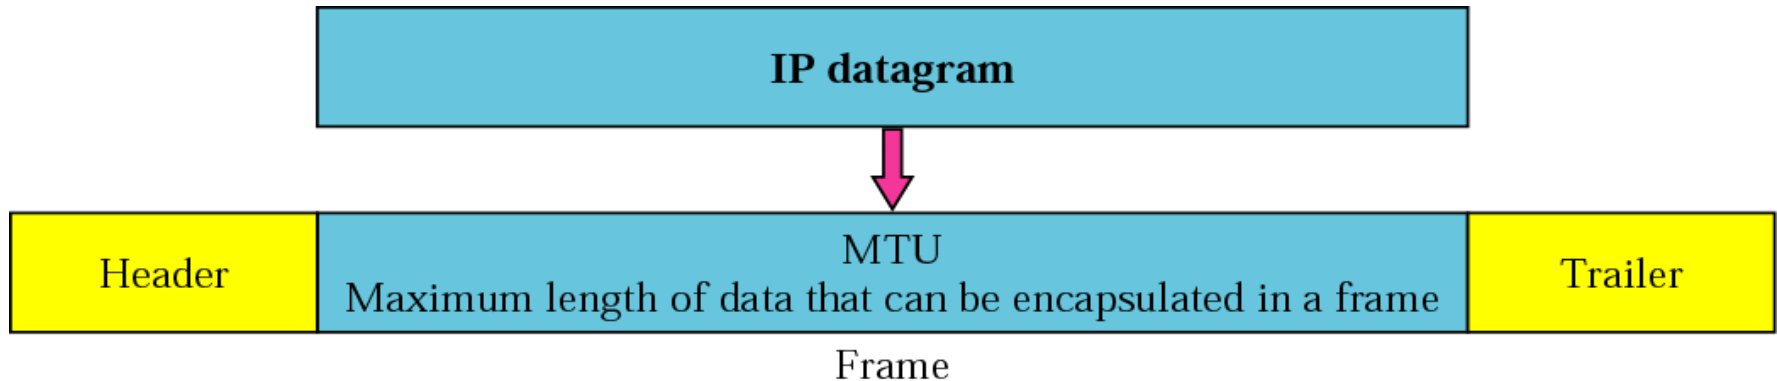 IP datagram
Header
MTU
Maximum length of data that can be encapsulated in a frame
Trailer
Frame